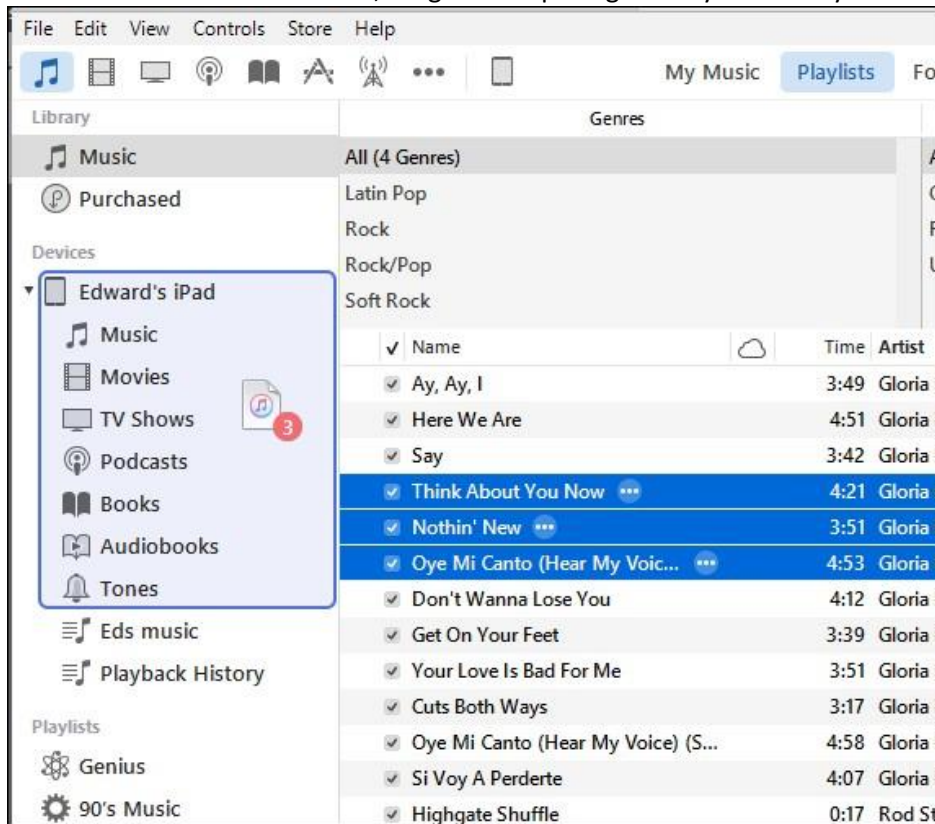 File Edit View Controls Store Help
My Music Playlists
Library
Music
Purchased
Devices
Edward's iPad
Music
Movies
TV Shows
3
Podcasts
Books
Audiobooks
Tones
Eds music
Playback History
Playlists
Genius
90's Music
Genres
All (4 Genres)
Latin Pop
Rock
Rock/Pop
Soft Rock
✓ Name Time Artist
Ay, Ay, I 3:49 Gloria
Here We Are 4:51 Gloria
Say 3:42 Gloria
Think About You Now ••• 4:21 Gloria
Nothin' New ••• 3:51 Gloria
Oye Mi Canto (Hear My Voic... ••• 4:53 Gloria
Don't Wanna Lose You 4:12 Gloria
Get On Your Feet 3:39 Gloria
Your Love Is Bad For Me 3:51 Gloria
Cuts Both Ways 3:17 Gloria
Oye Mi Canto (Hear My Voice) (S... 4:58 Gloria
Si Voy A Perderte 4:07 Gloria
Highgate Shuffle 0:17 Rod